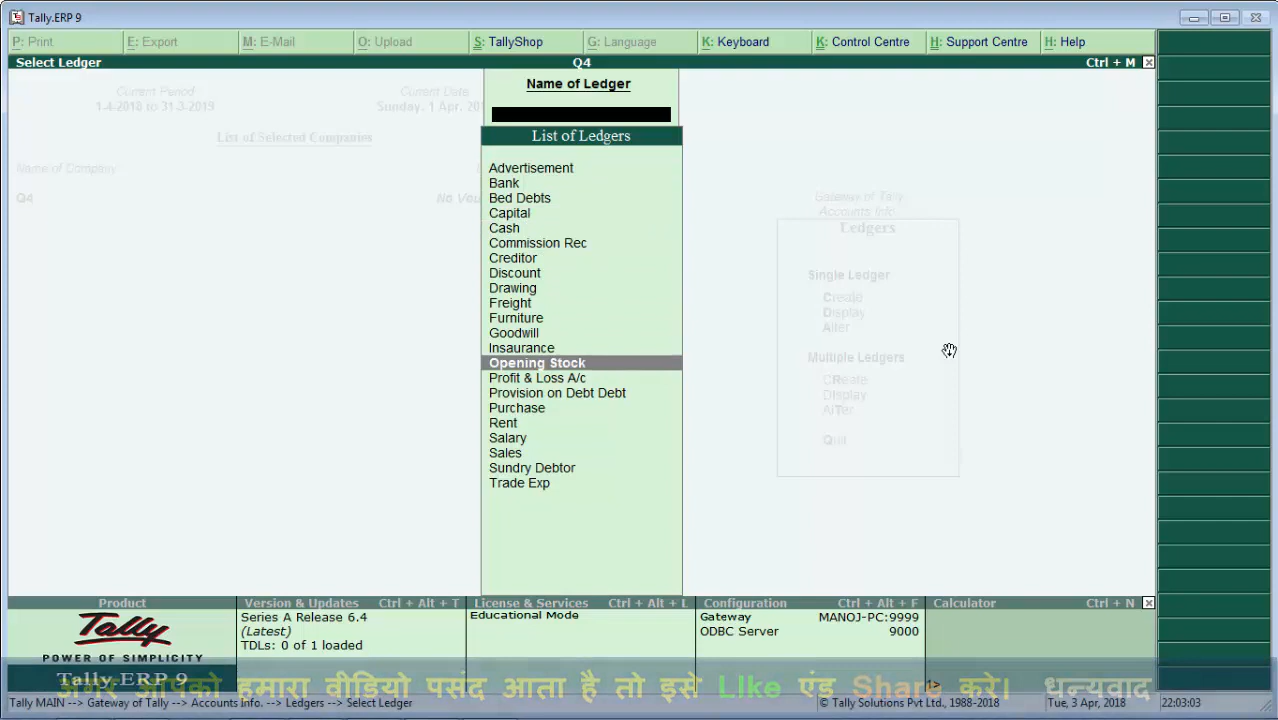 Tally.ERP 9
P: Print
E: Export
M: E-Mail
O: Upload
S: TallyShop
G: Language
K: Keyboard
K: Control Centre
H: Support Centre
H: Help
Select Ledger
Q4
Ctrl + M
Current Period
1-4-2018 to 31-3-2019
Current Date
Sunday, 1 Apr, 201
List of Selected Companies
Name of Company
Q4
No Vou
Name of Ledger
List of Ledgers
Advertisement
Bank
Bed Debts
Capital
Cash
Commission Rec
Creditor
Discount
Drawing
Freight
Furniture
Goodwill
Insaurance
Opening Stock
Profit & Loss A/c
Provision on Debt Debt
Purchase
Rent
Salary
Sales
Sundry Debtor
Trade Exp
Gateway of Tally
Accounts Info.
Ledgers
Single Ledger
Create
Display
Alter
Multiple Ledgers
CReate
DIsplay
AlTer
Quit
Product
Tally
POWER OF SIMPLICITY
Tally.ERP 9
Version & Updates Ctrl + Alt + T
Series A Release 6.4
(Latest)
TDLs: 0 of 1 loaded
License & Services Ctrl + Alt + L
Educational Mode
Configuration Ctrl + Alt + F
Gateway MANOJ-PC:9999
ODBC Server 9000
Calculator Ctrl + N
1>
अगर आपको हमारा वीडियो पसंद आता है तो इसे LIke एंड Share करे। धन्यवाद
Tally MAIN --> Gateway of Tally --> Accounts Info. --> Ledgers --> Select Ledger
© Tally Solutions Pvt Ltd., 1988-2018
Tue, 3 Apr, 2018
22:03:03